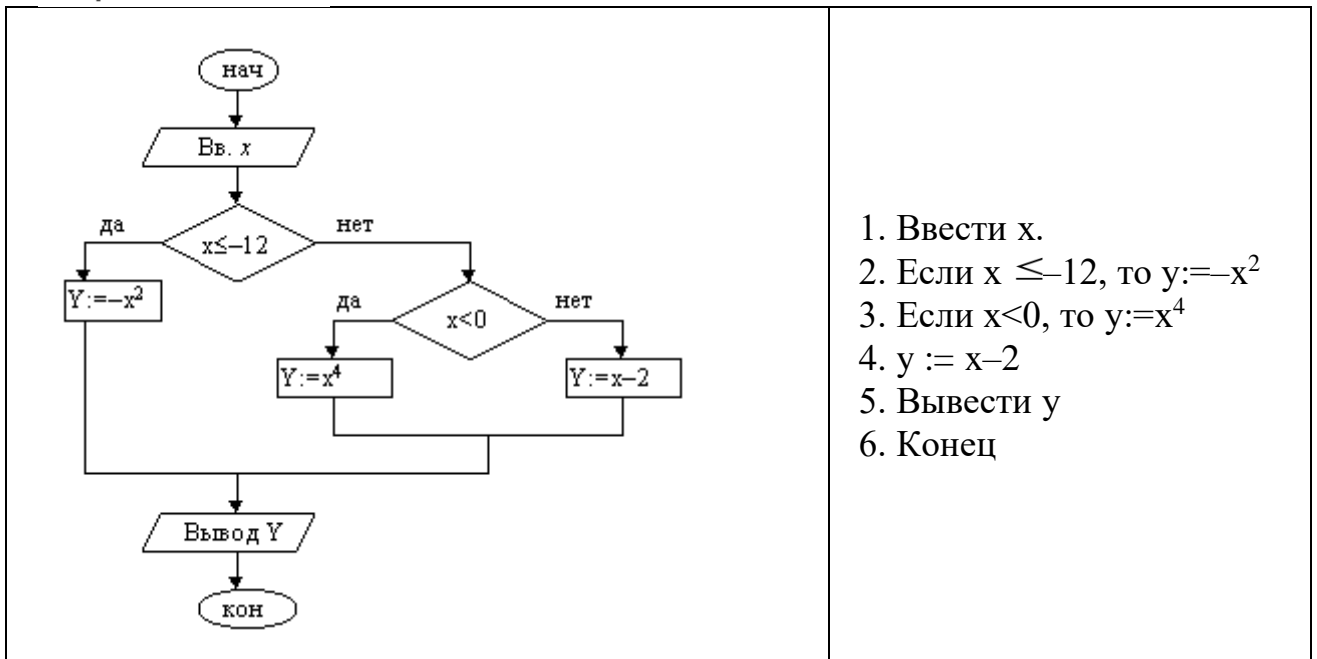 нач
Вв. x
да
нет
x≤–12
Y:=–x²
да
нет
x<0
Y:=x⁴
Y:=x–2
Вывод Y
кон
1. Ввести x.
2. Если x ≤–12, то y:=–x²
3. Если x<0, то y:=x⁴
4. y := x–2
5. Вывести y
6. Конец